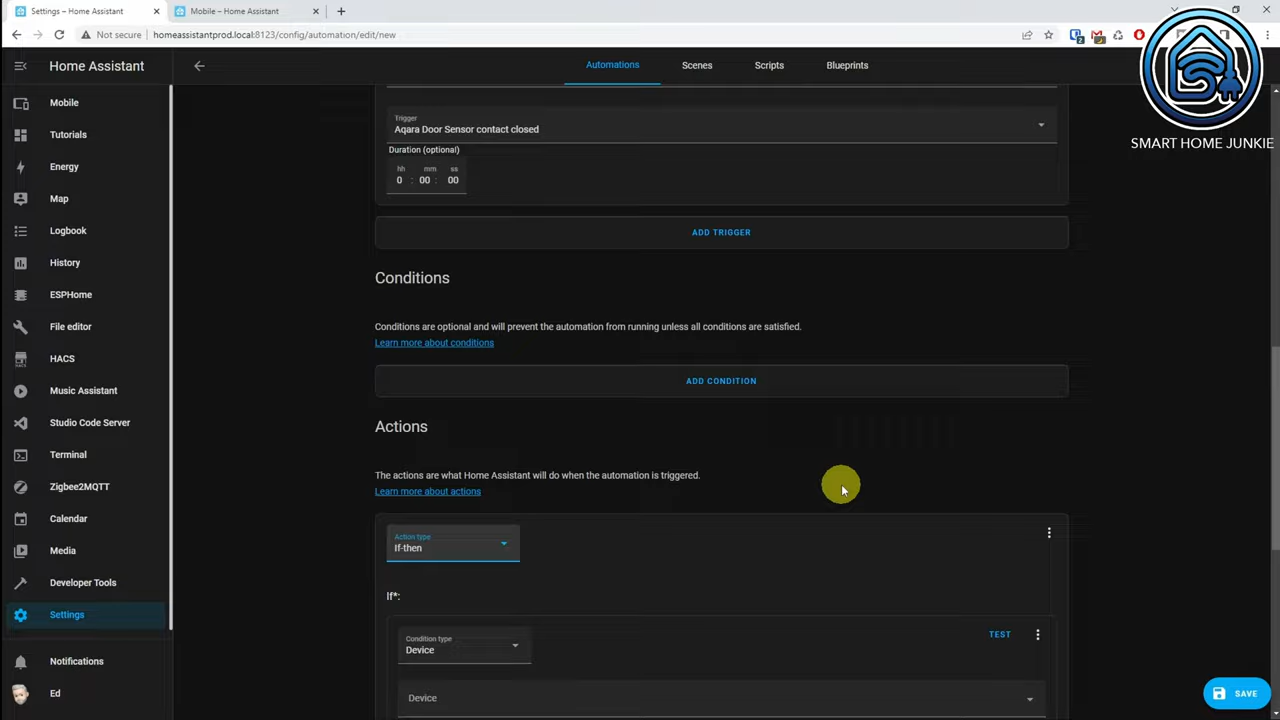 Settings – Home Assistant
Mobile – Home Assistant
Not secure
homeassistantprod.local:8123/config/automation/edit/new
Home Assistant
Automations
Scenes
Scripts
Blueprints
SMART HOME JUNKIE
Mobile
Tutorials
Energy
Map
Logbook
History
ESPHome
File editor
HACS
Music Assistant
Studio Code Server
Terminal
Zigbee2MQTT
Calendar
Media
Developer Tools
Settings
Notifications
Ed
Trigger
Aqara Door Sensor contact closed
Duration (optional)
hh mm ss
0 : 00 : 00
ADD TRIGGER
Conditions
Conditions are optional and will prevent the automation from running unless all conditions are satisfied.
Learn more about conditions
ADD CONDITION
Actions
The actions are what Home Assistant will do when the automation is triggered.
Learn more about actions
Action type
If-then
If*:
Condition type
Device
TEST
Device
SAVE